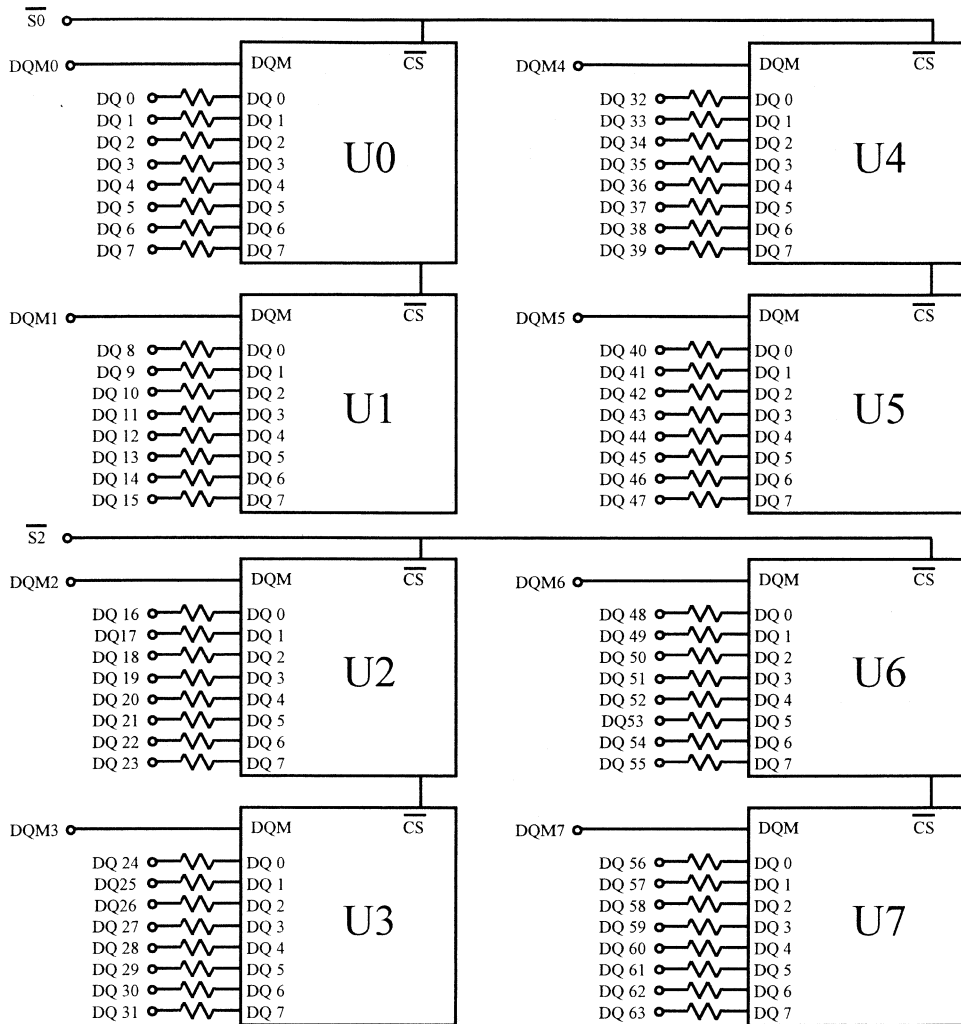 S0
DQM0 DQM CS
DQ 0 DQ 0
DQ 1 DQ 1
DQ 2 DQ 2
DQ 3 DQ 3
DQ 4 DQ 4
DQ 5 DQ 5
DQ 6 DQ 6
DQ 7 DQ 7
U0
DQM4 DQM CS
DQ 32 DQ 0
DQ 33 DQ 1
DQ 34 DQ 2
DQ 35 DQ 3
DQ 36 DQ 4
DQ 37 DQ 5
DQ 38 DQ 6
DQ 39 DQ 7
U4
DQM1 DQM CS
DQ 8 DQ 0
DQ 9 DQ 1
DQ 10 DQ 2
DQ 11 DQ 3
DQ 12 DQ 4
DQ 13 DQ 5
DQ 14 DQ 6
DQ 15 DQ 7
U1
DQM5 DQM CS
DQ 40 DQ 0
DQ 41 DQ 1
DQ 42 DQ 2
DQ 43 DQ 3
DQ 44 DQ 4
DQ 45 DQ 5
DQ 46 DQ 6
DQ 47 DQ 7
U5
S2
DQM2 DQM CS
DQ 16 DQ 0
DQ17 DQ 1
DQ 18 DQ 2
DQ 19 DQ 3
DQ 20 DQ 4
DQ 21 DQ 5
DQ 22 DQ 6
DQ 23 DQ 7
U2
DQM6 DQM CS
DQ 48 DQ 0
DQ 49 DQ 1
DQ 50 DQ 2
DQ 51 DQ 3
DQ 52 DQ 4
DQ53 DQ 5
DQ 54 DQ 6
DQ 55 DQ 7
U6
DQM3 DQM CS
DQ 24 DQ 0
DQ25 DQ 1
DQ26 DQ 2
DQ 27 DQ 3
DQ 28 DQ 4
DQ 29 DQ 5
DQ 30 DQ 6
DQ 31 DQ 7
U3
DQM7 DQM CS
DQ 56 DQ 0
DQ 57 DQ 1
DQ 58 DQ 2
DQ 59 DQ 3
DQ 60 DQ 4
DQ 61 DQ 5
DQ 62 DQ 6
DQ 63 DQ 7
U7